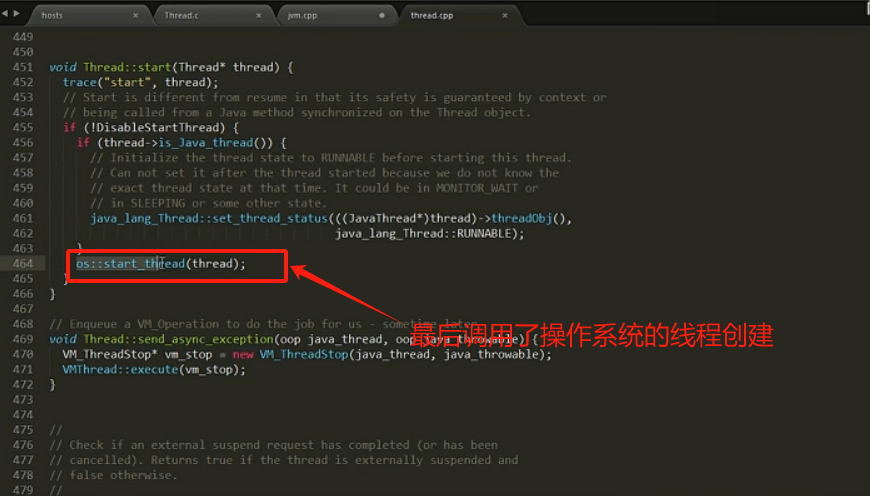 hosts × Thread.c × jvm.cpp ● thread.cpp ×
449
450
451 void Thread::start(Thread* thread) {
452 trace("start", thread);
453 // Start is different from resume in that its safety is guaranteed by context or
454 // being called from a Java method synchronized on the Thread object.
455 if (!DisableStartThread) {
456 if (thread->is_Java_thread()) {
457 // Initialize the thread state to RUNNABLE before starting this thread.
458 // Can not set it after the thread started because we do not know the
459 // exact thread state at that time. It could be in MONITOR_WAIT or
460 // in SLEEPING or some other state.
461 java_lang_Thread::set_thread_status(((JavaThread*)thread)->threadObj(),
462 java_lang_Thread::RUNNABLE);
463 }
464 os::start_thread(thread);
465 }
466 }
467
468 // Enqueue a VM_Operation to do the job for us - sometime later
最后调用了操作系统的线程创建
469 void Thread::send_async_exception(oop java_thread, oop java_throwable) {
470 VM_ThreadStop* vm_stop = new VM_ThreadStop(java_thread, java_throwable);
471 VMThread::execute(vm_stop);
472 }
473
474
475 //
476 // Check if an external suspend request has completed (or has been
477 // cancelled). Returns true if the thread is externally suspended and
478 // false otherwise.
479 //